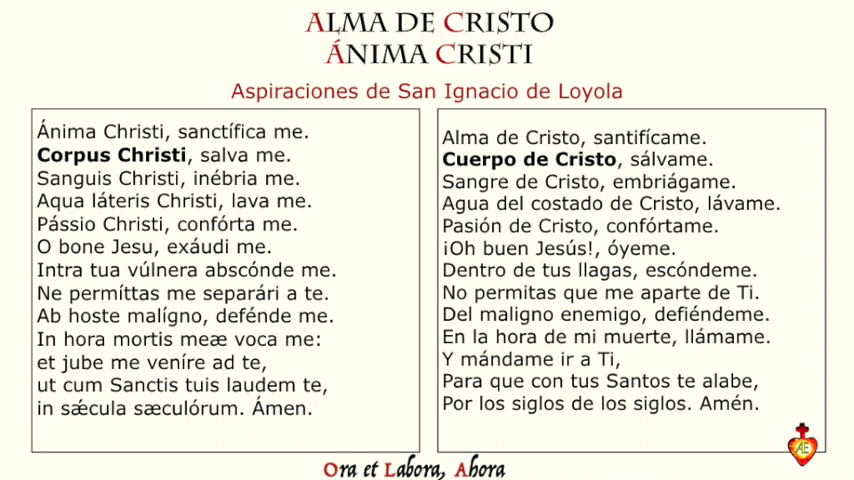 ALMA DE CRISTO
ÁNIMA CRISTI
Aspiraciones de San Ignacio de Loyola
Ánima Christi, sanctífica me.
Corpus Christi, salva me.
Sanguis Christi, inébria me.
Aqua láteris Christi, lava me.
Pássio Christi, confórta me.
O bone Jesu, exáudi me.
Intra tua vúlnera abscónde me.
Ne permíttas me separári a te.
Ab hoste malígno, defénde me.
In hora mortis meæ voca me:
et jube me veníre ad te,
ut cum Sanctis tuis laudem te,
in sǽcula sæculórum. Ámen.
Alma de Cristo, santifícame.
Cuerpo de Cristo, sálvame.
Sangre de Cristo, embriágame.
Agua del costado de Cristo, lávame.
Pasión de Cristo, confórtame.
¡Oh buen Jesús!, óyeme.
Dentro de tus llagas, escóndeme.
No permitas que me aparte de Ti.
Del maligno enemigo, defiéndeme.
En la hora de mi muerte, llámame.
Y mándame ir a Ti,
Para que con tus Santos te alabe,
Por los siglos de los siglos. Amén.
Æ
Ora et Labora, Ahora